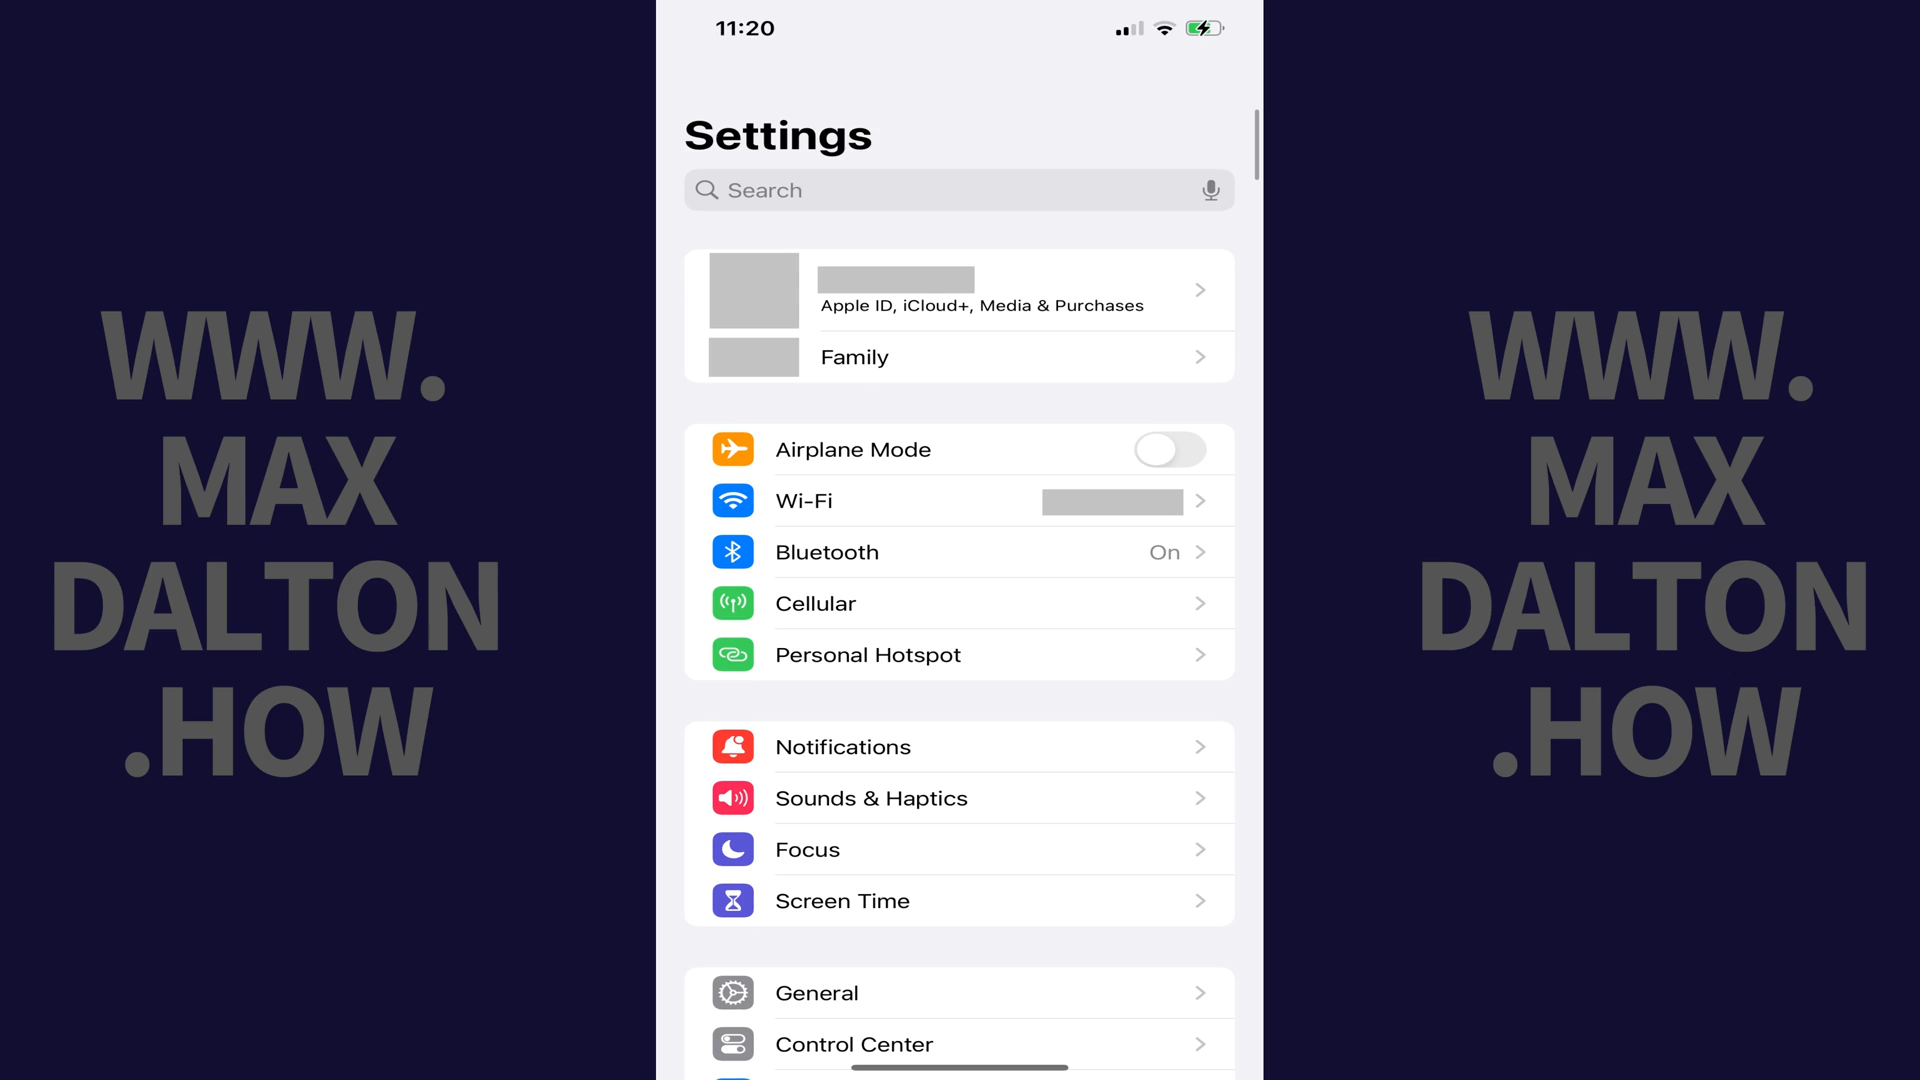 11:20
Settings
Search
Apple ID, iCloud+, Media & Purchases
Family
Airplane Mode
Wi-Fi
Bluetooth On
Cellular
Personal Hotspot
Notifications
Sounds & Haptics
Focus
Screen Time
General
Control Center
WWW.
MAX
DALTON
.HOW
WWW.
MAX
DALTON
.HOW